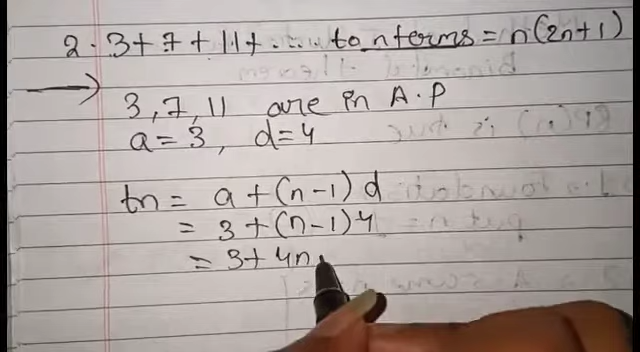 2. 3+7+11+ ..... to n terms = n(2n+1)
3, 7, 11 are in A.P
a = 3, d = 4
tn = a + (n-1) d
= 3 + (n-1) 4
= 3 + 4n